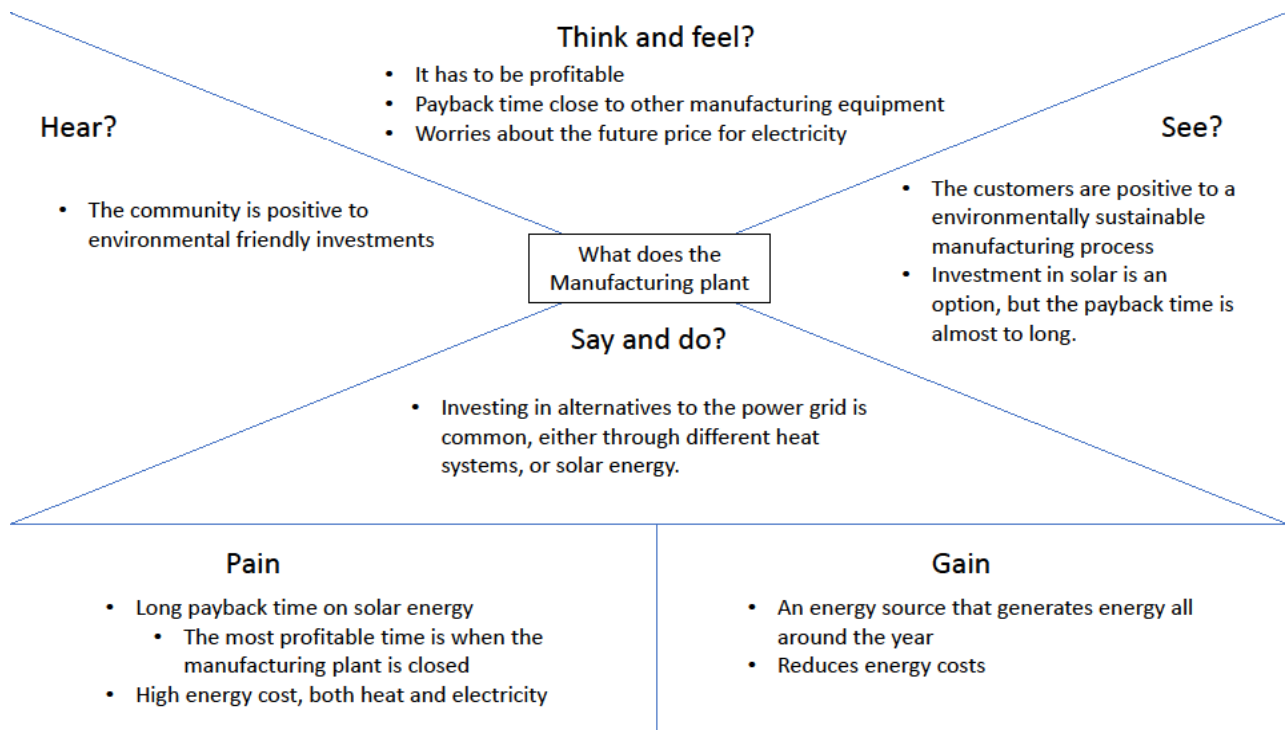 Think and feel?
• It has to be profitable
• Payback time close to other manufacturing equipment
• Worries about the future price for electricity
Hear?
• The community is positive to
environmental friendly investments
See?
• The customers are positive to a
environmentally sustainable
manufacturing process
• Investment in solar is an
option, but the payback time is
almost to long.
What does the
Manufacturing plant
Say and do?
• Investing in alternatives to the power grid is
common, either through different heat
systems, or solar energy.
Pain
• Long payback time on solar energy
• The most profitable time is when the
manufacturing plant is closed
• High energy cost, both heat and electricity
Gain
• An energy source that generates energy all
around the year
• Reduces energy costs